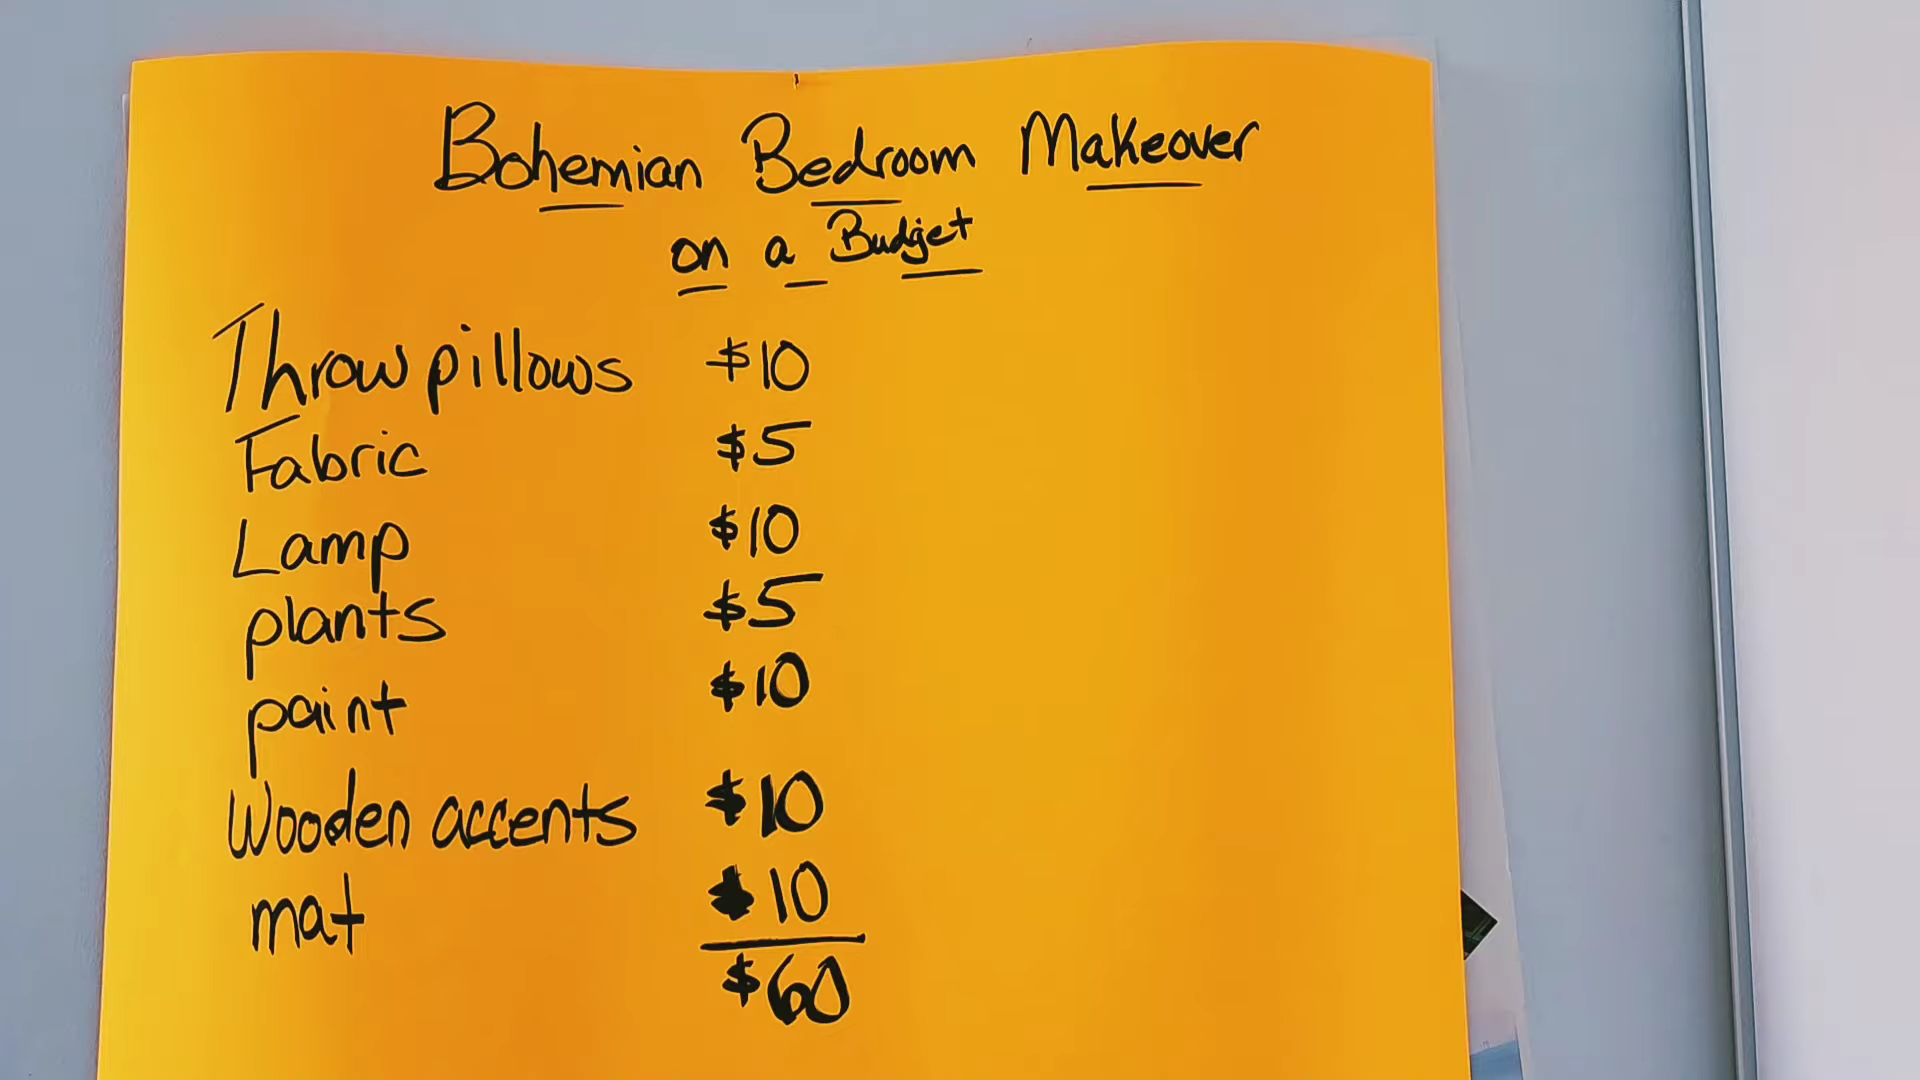 Bohemian Bedroom Makeover
on a Budget
Throw pillows $10
Fabric $5
Lamp $10
plants $5
paint $10
Wooden accents $10
mat $10
$60